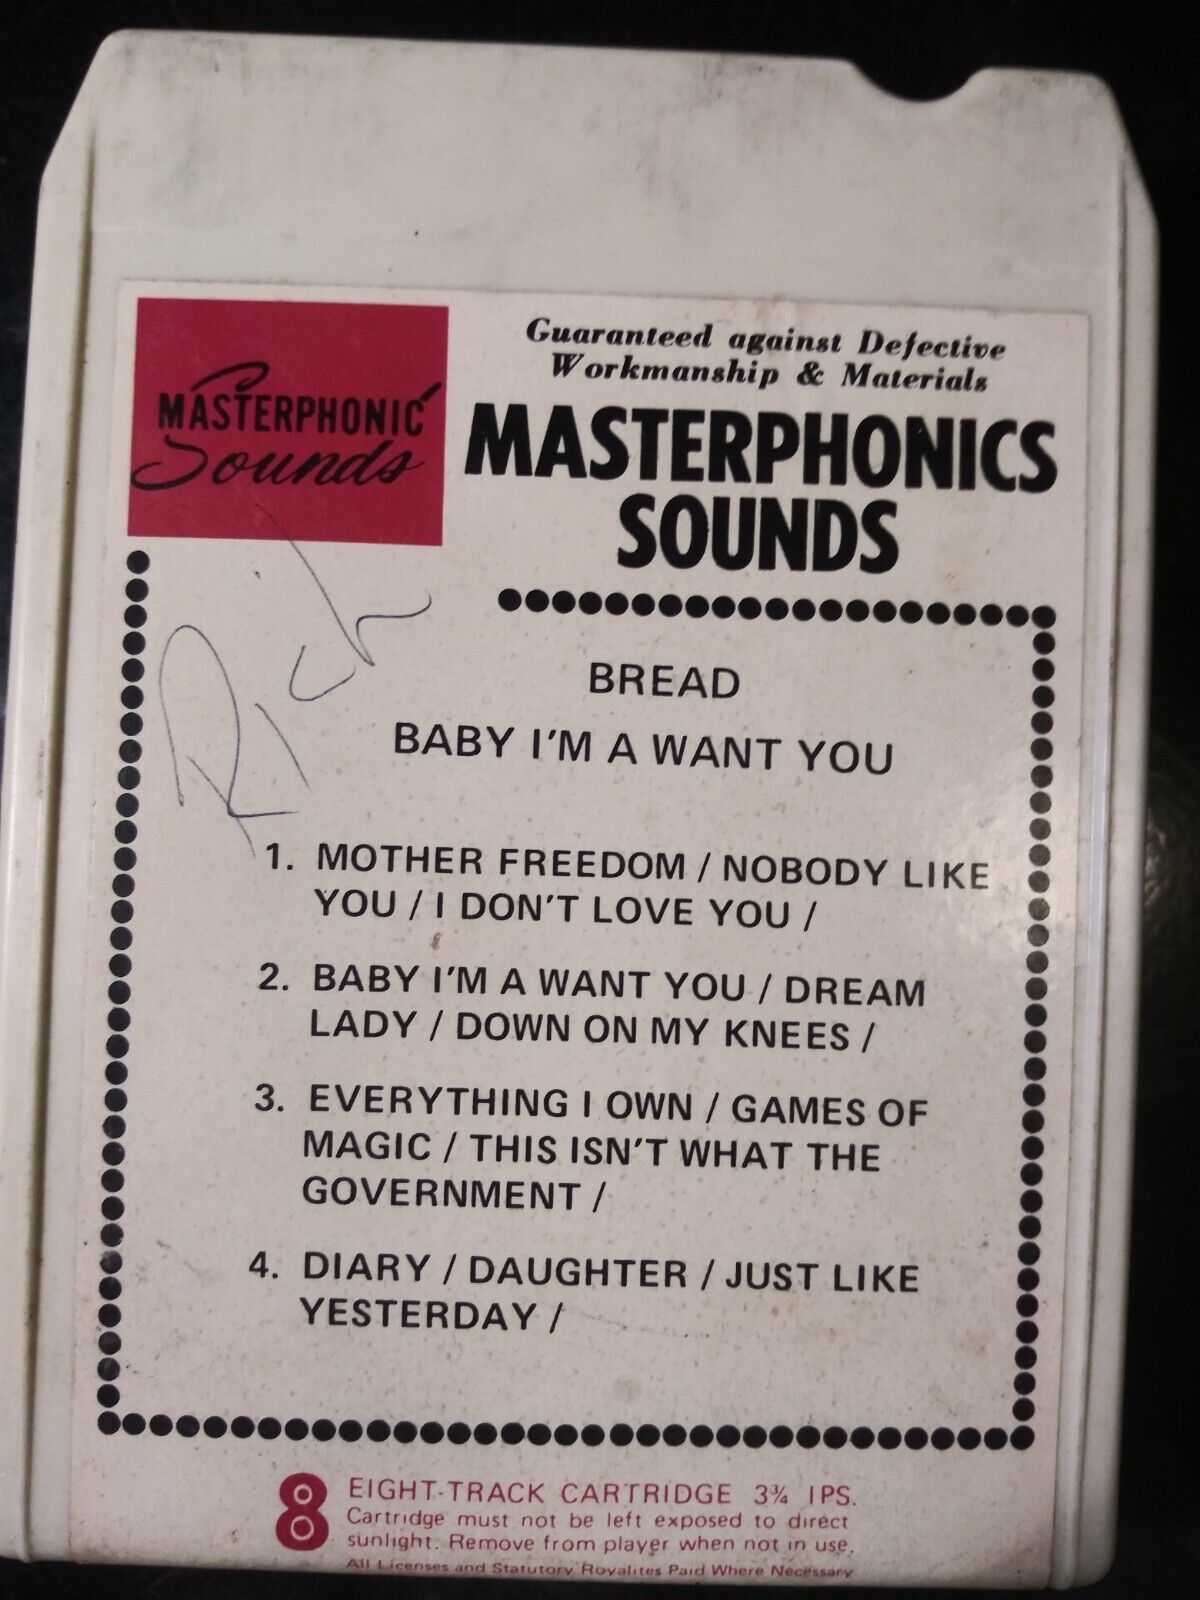 MASTERPHONIC
Sounds
Guaranteed against Defective
Workmanship & Materials
MASTERPHONICS
SOUNDS
Rich
BREAD
BABY I'M A WANT YOU
1. MOTHER FREEDOM / NOBODY LIKE
YOU / I DON'T LOVE YOU /
2. BABY I'M A WANT YOU / DREAM
LADY / DOWN ON MY KNEES /
3. EVERYTHING I OWN / GAMES OF
MAGIC / THIS ISN'T WHAT THE
GOVERNMENT /
4. DIARY / DAUGHTER / JUST LIKE
YESTERDAY /
8 EIGHT-TRACK CARTRIDGE 3¾ IPS.
Cartridge must not be left exposed to direct
sunlight. Remove from player when not in use.
All Licenses and Statutory Royalites Paid Where Necessary